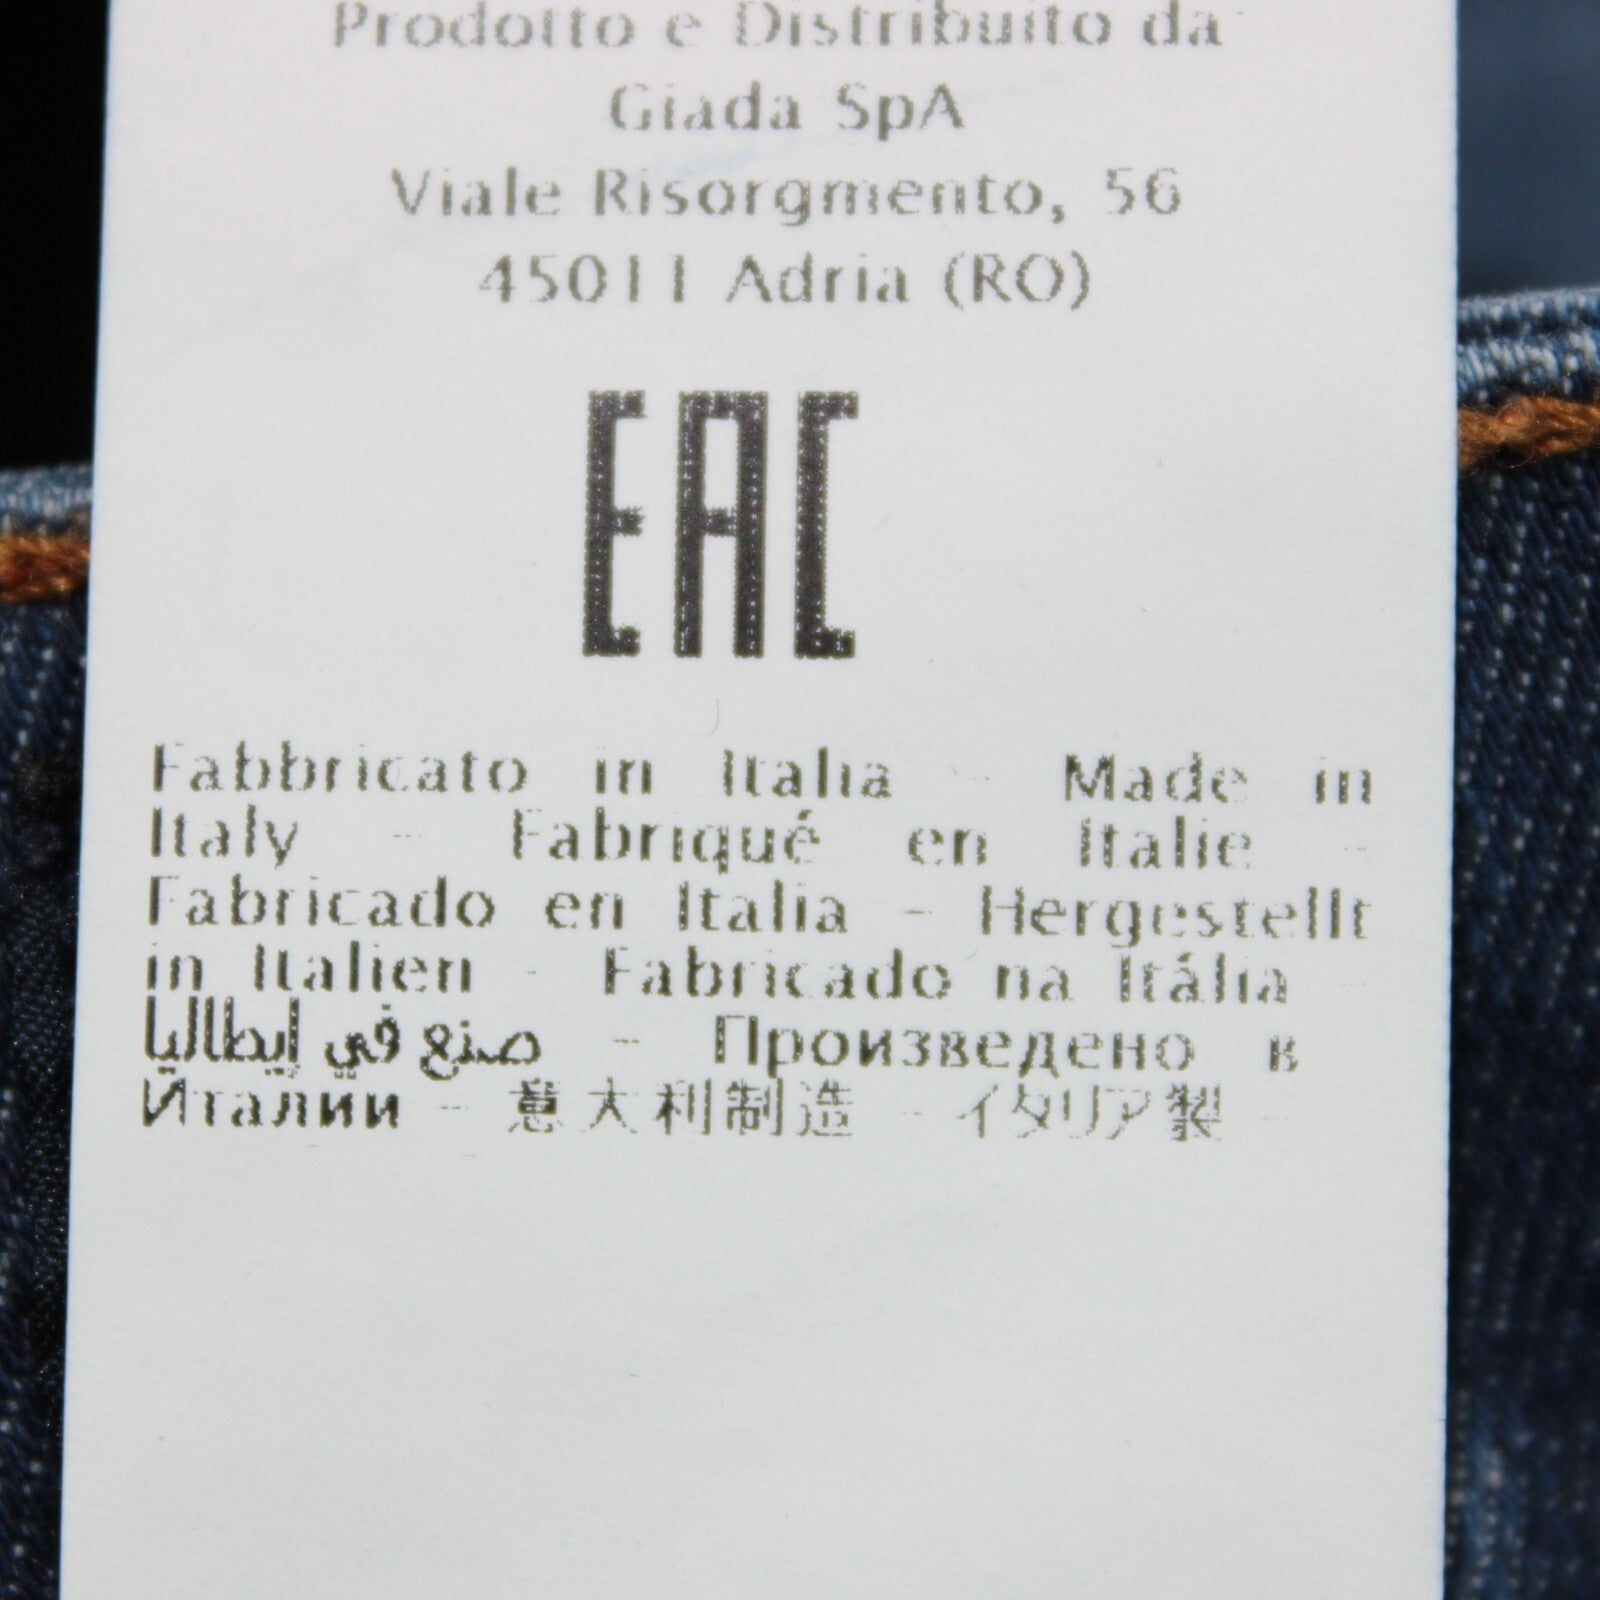 Prodotto e Distribuito da
Giada SpA
Viale Risorgmento, 56
45011 Adria (RO)
EAC
Fabbricato in Italia - Made in
Italy - Fabriqué en Italie -
Fabricado en Italia - Hergestellt
in Italien - Fabricado na Itália -
صنع في إيطاليا - Произведено в
Италии - 意大利制造 - イタリア製 -